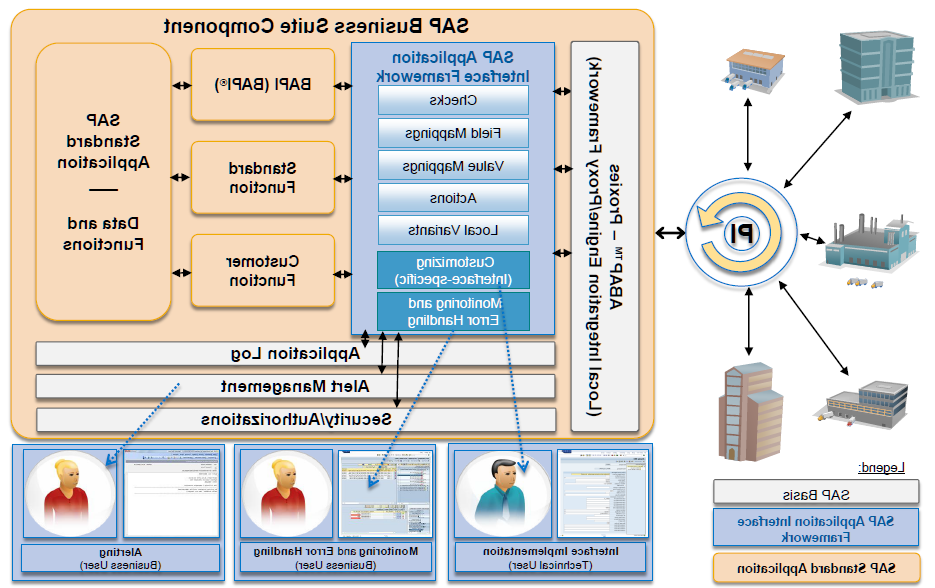 SAP Business Suite Component
SAP
Standard
Application
Data and
Functions
BAPI (BAPI®)
Standard
Function
Customer
Function
SAP Application
Interface Framework
Checks
Field Mappings
Value Mappings
Actions
Local Variants
Customizing
(Interface-specific)
Monitoring and
Error Handling
ABAP™ – Proxies
(Local Integration Engine/Proxy Framework)
PI
Application Log
Alert Management
Security/Authorizations
Alerting
(Business User)
Monitoring and Error Handling
(Business User)
Interface Implementation
(Technical User)
Legend:
SAP Basis
SAP Application Interface
Framework
SAP Standard Application